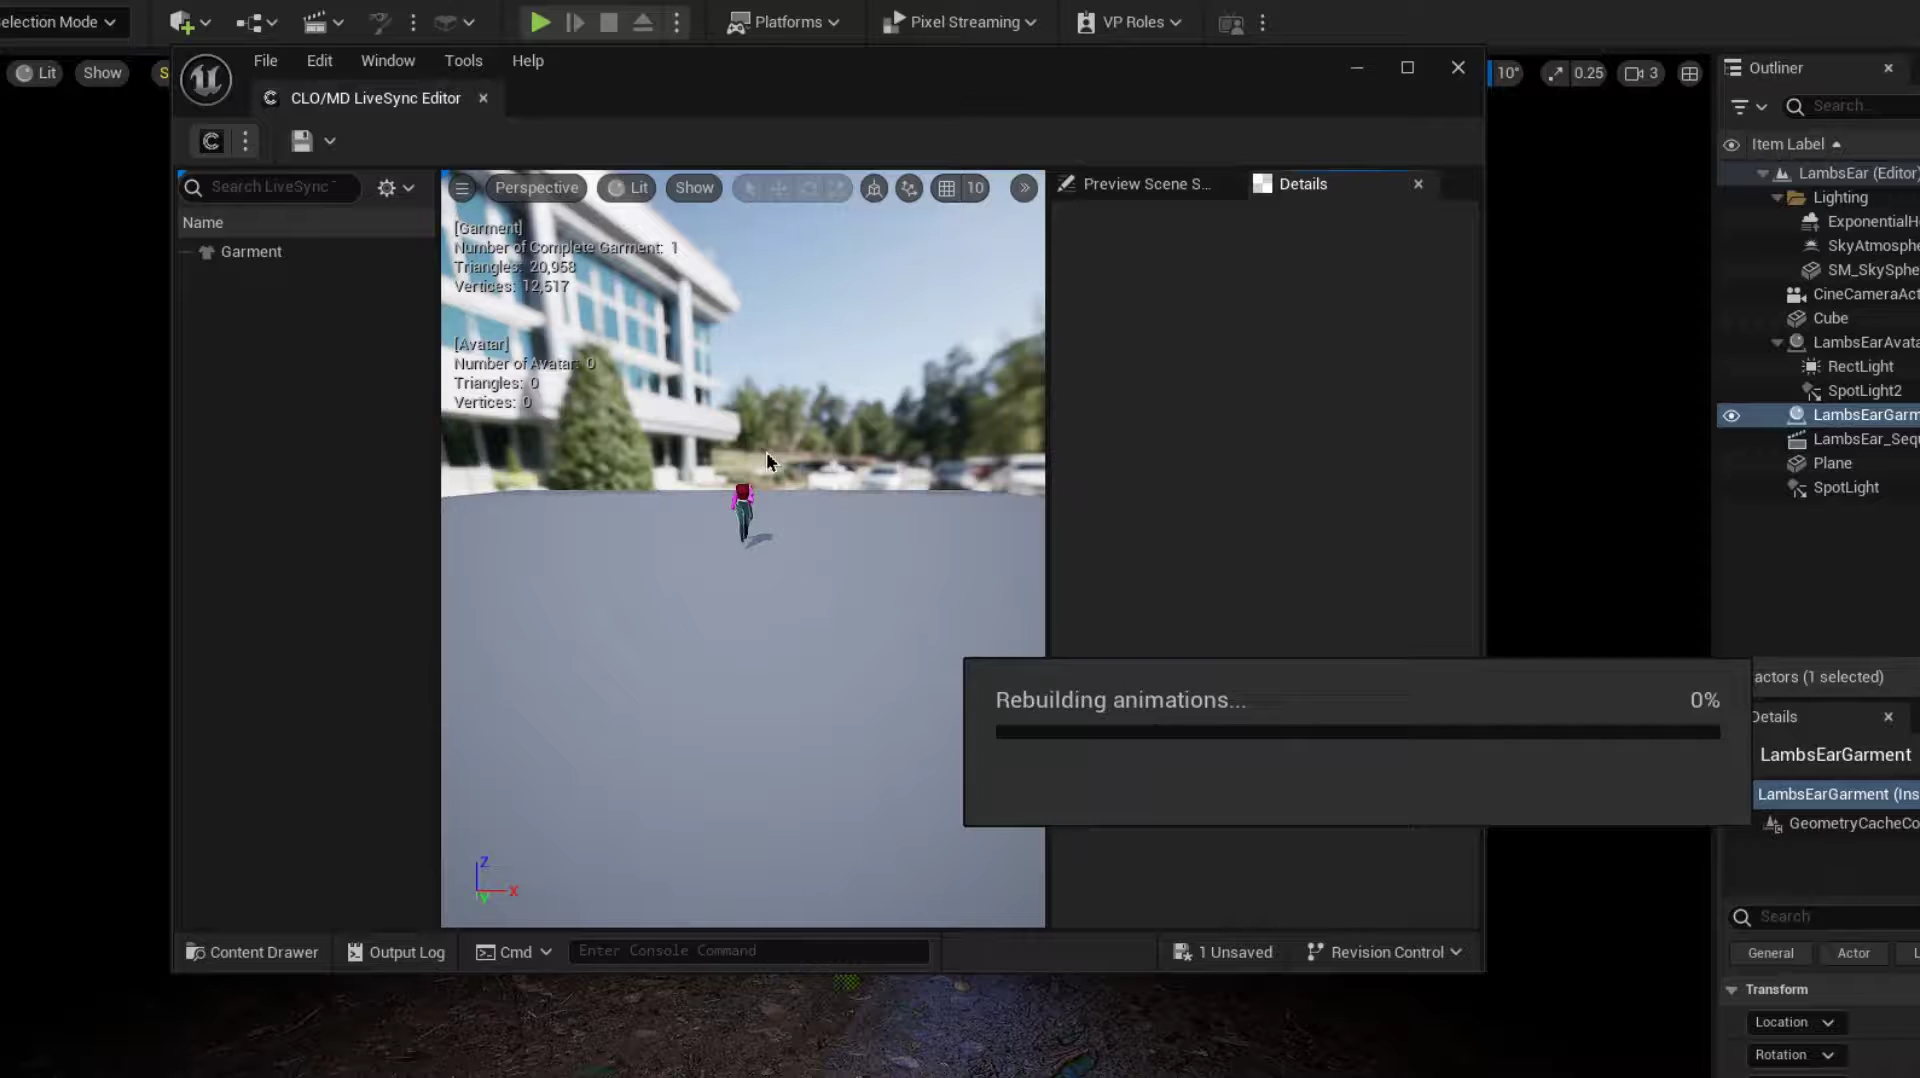 election Mode
Platforms
Pixel Streaming
VP Roles
Lit
Show
S
File
Edit
Window
Tools
Help
CLO/MD LiveSync Editor
10°
0.25
3
Outliner
Search...
Item Label
LambsEar (Editor)
Lighting
ExponentialHe
SkyAtmosphe
SM_SkySphe
CineCameraAct
Cube
LambsEarAvata
RectLight
SpotLight2
LambsEarGarm
LambsEar_Sequ
Plane
SpotLight
Search LiveSync
Name
Garment
Perspective
Lit
Show
10
[Garment]
Number of Complete Garment: 1
Triangles: 20,958
Vertices: 12,517
[Avatar]
Number of Avatar: 0
Triangles: 0
Vertices: 0
Z
X
Y
Preview Scene S...
Details
Rebuilding animations...
0%
actors (1 selected)
Details
LambsEarGarment
LambsEarGarment (Ins
GeometryCacheCo
Search
General
Actor
L
Transform
Location
Rotation
Content Drawer
Output Log
Cmd
Enter Console Command
1 Unsaved
Revision Control